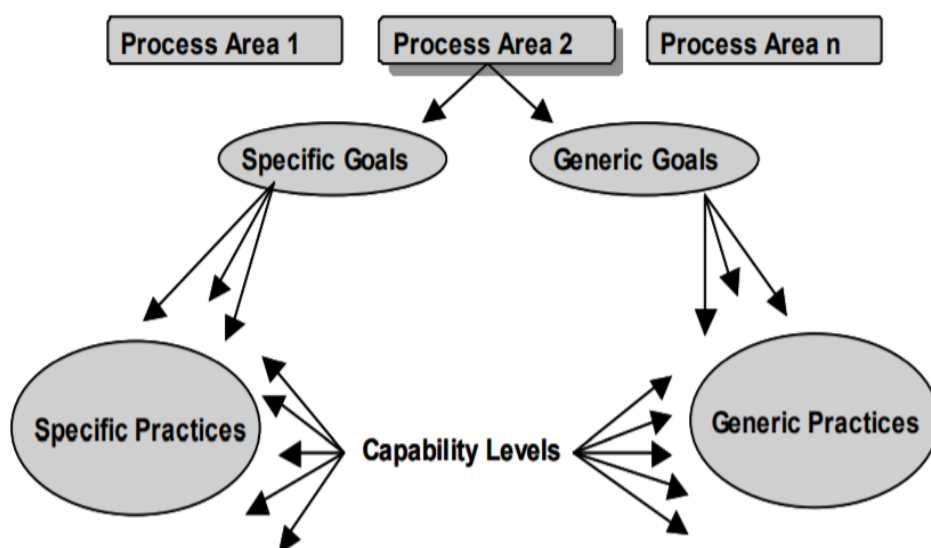 Process Area 1
Process Area 2
Process Area n
Specific Goals
Generic Goals
Specific Practices
Capability Levels
Generic Practices